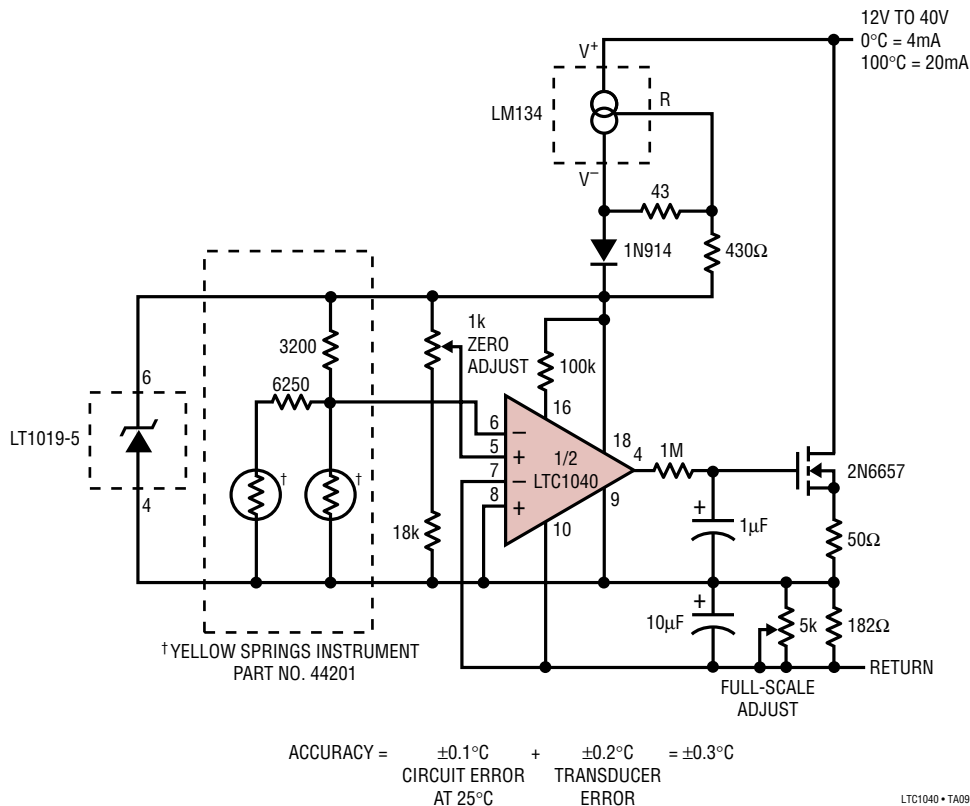 12V TO 40V
0°C = 4mA
100°C = 20mA
V+
R
LM134
V–
43
1N914
430Ω
1k
ZERO
ADJUST
3200
6250
100k
6
LT1019-5
4
†
†
18k
16
6
–
5
+
7
–
8
+
1/2
LTC1040
18
4
9
10
1M
2N6657
+
1µF
50Ω
+
10µF
5k
182Ω
RETURN
FULL-SCALE
ADJUST
†YELLOW SPRINGS INSTRUMENT
PART NO. 44201
ACCURACY = ±0.1°C + ±0.2°C = ±0.3°C
CIRCUIT ERROR TRANSDUCER
AT 25°C ERROR
LTC1040 • TA09